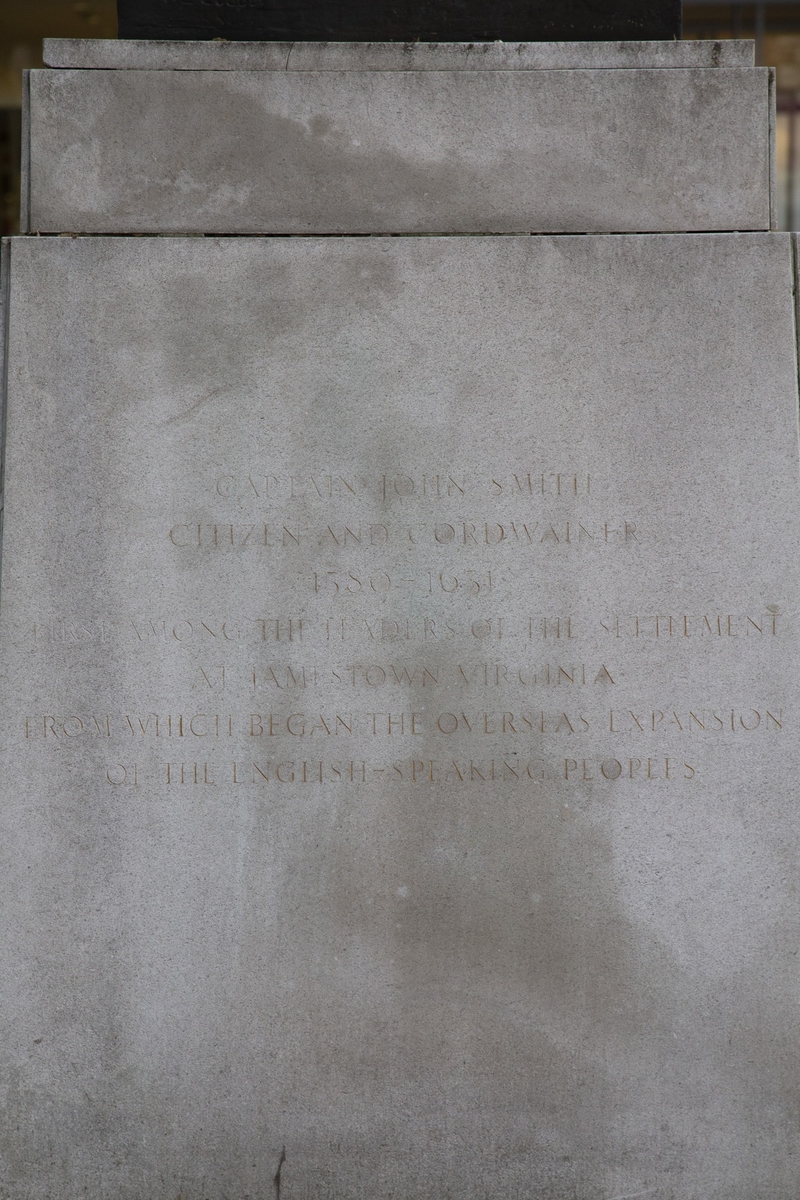 CAPTAIN JOHN SMITH
CITIZEN AND CORDWAINER
1580–1631
FIRST AMONG THE LEADERS OF THE SETTLEMENT
AT JAMESTOWN VIRGINIA
FROM WHICH BEGAN THE OVERSEAS EXPANSION
OF THE ENGLISH-SPEAKING PEOPLES